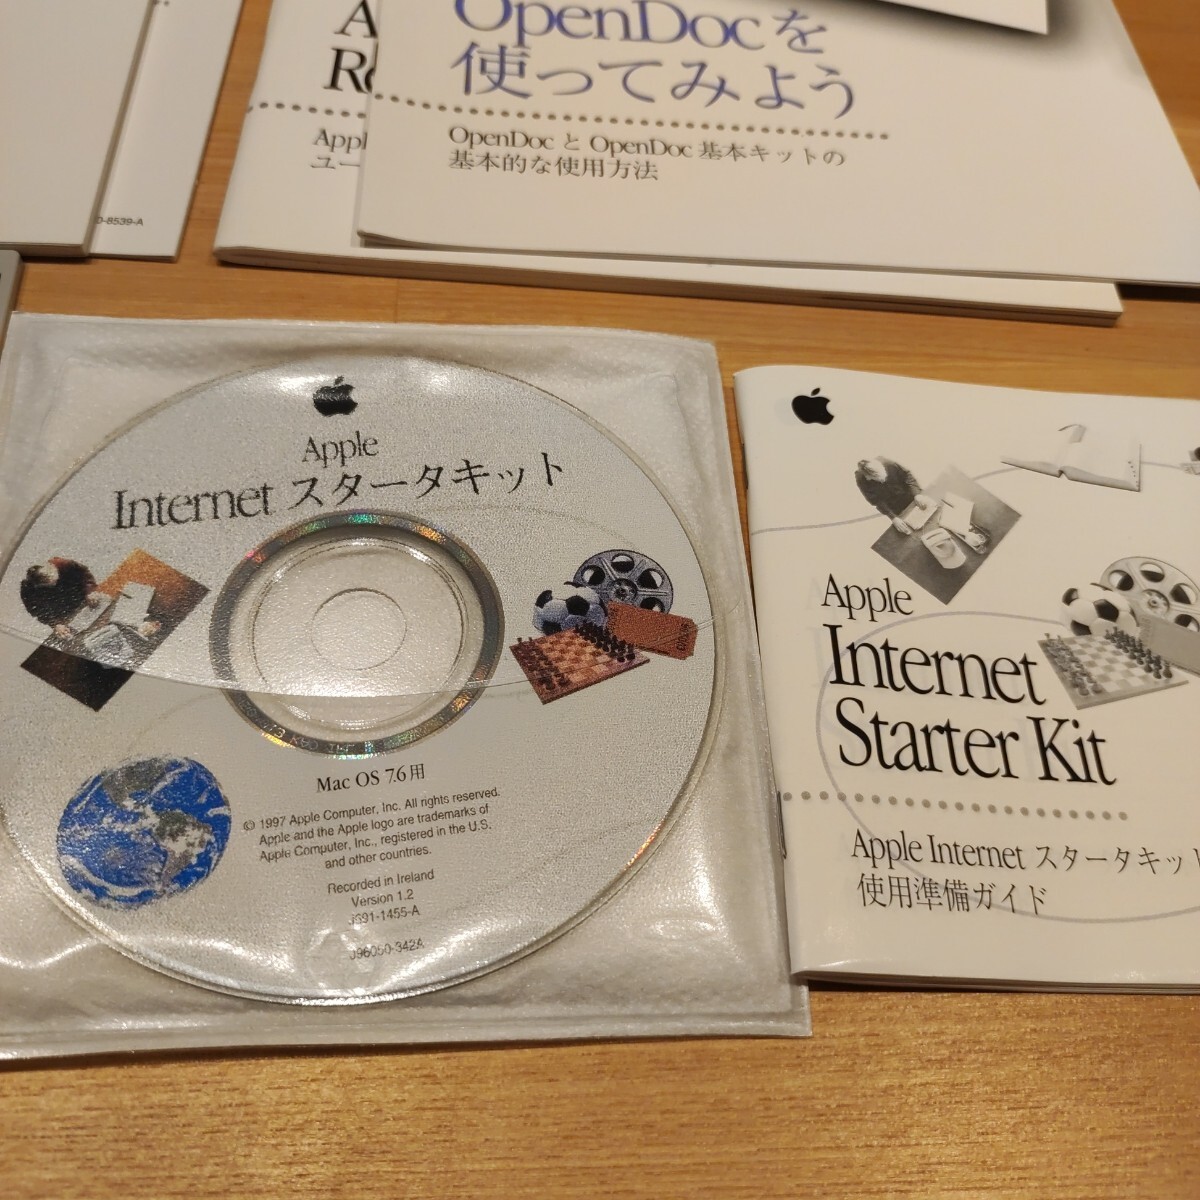 OpenDocを
使ってみよう
OpenDoc と OpenDoc 基本キットの
基本的な使用方法
D-8539-A
Apple
Internet スタータキット
Mac OS 7.6用
© 1997 Apple Computer, Inc. All rights reserved.
Apple and the Apple logo are trademarks of
Apple Computer, Inc., registered in the U.S.
and other countries.
Recorded in Ireland
Version 1.2
J691-1455-A
J96050-342A
Apple
Internet
Starter Kit
Apple Internet スタータキット
使用準備ガイド